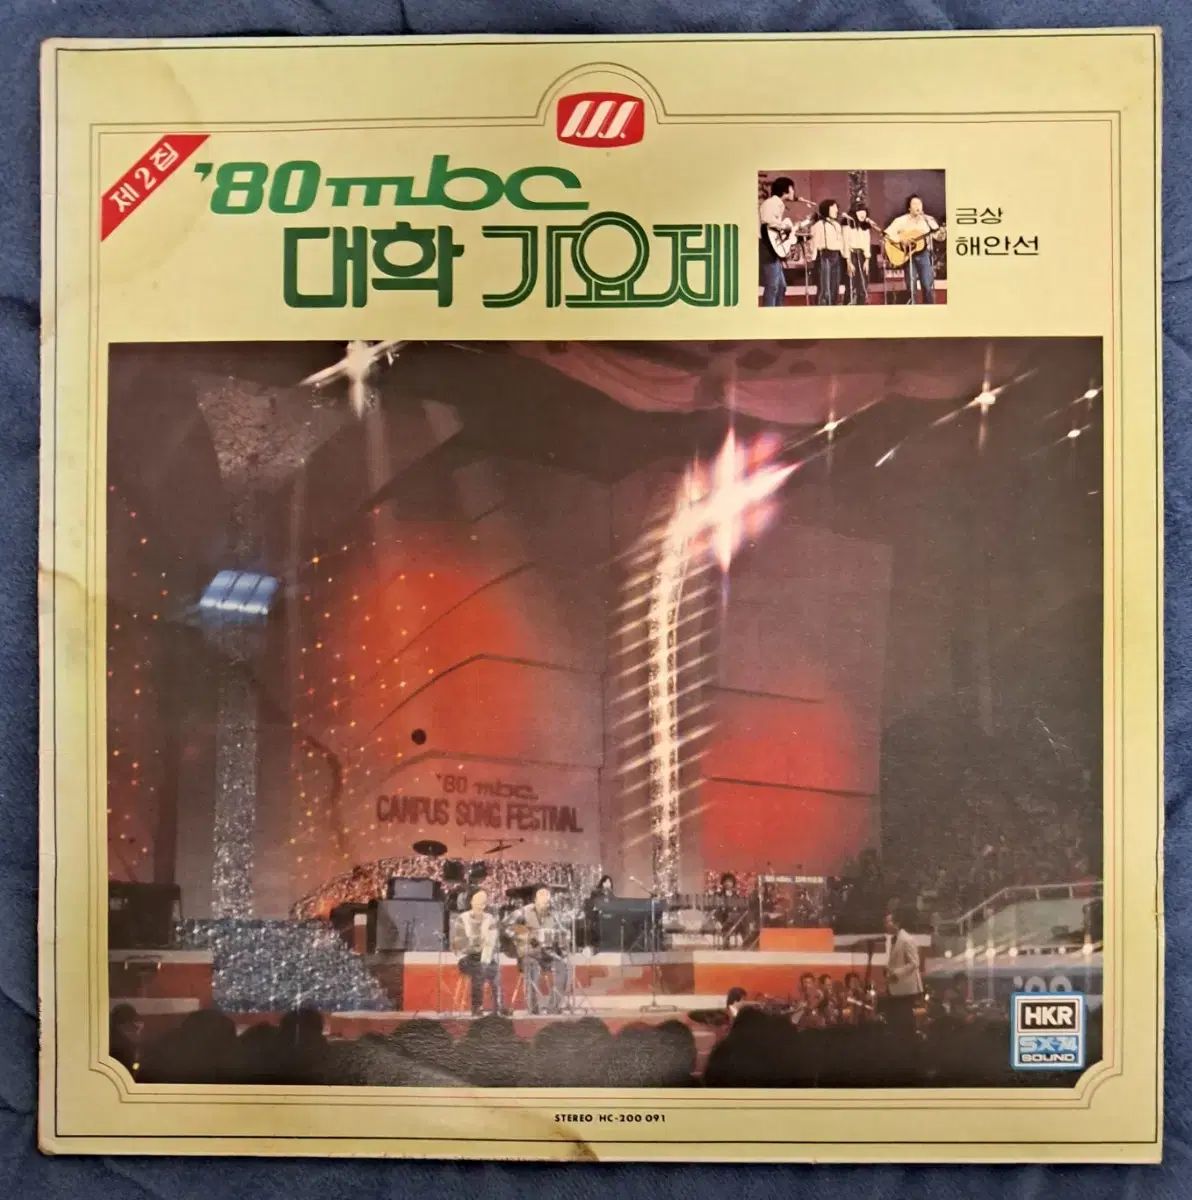 제2집
'80 mbc
대학 가요제
금상
해안선
'80 mbc
CAMPUS SONG FESTIVAL
'80
HKR
SX-74
SOUND
STEREO/HC-200 091